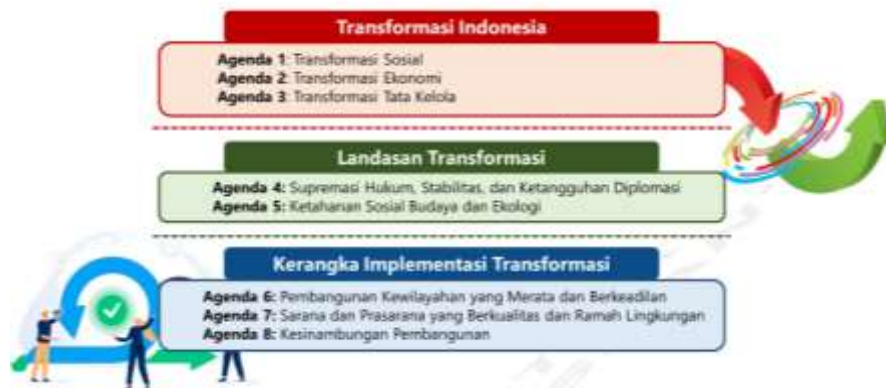 Transformasi Indonesia
Agenda 1: Transformasi Sosial
Agenda 2: Transformasi Ekonomi
Agenda 3: Transformasi Tata Kelola
Landasan Transformasi
Agenda 4: Supremasi Hukum, Stabilitas, dan Ketangguhan Diplomasi
Agenda 5: Ketahanan Sosial Budaya dan Ekologi
Kerangka Implementasi Transformasi
Agenda 6: Pembangunan Kewilayahan yang Merata dan Berkeadilan
Agenda 7: Sarana dan Prasarana yang Berkualitas dan Ramah Lingkungan
Agenda 8: Kesinambungan Pembangunan